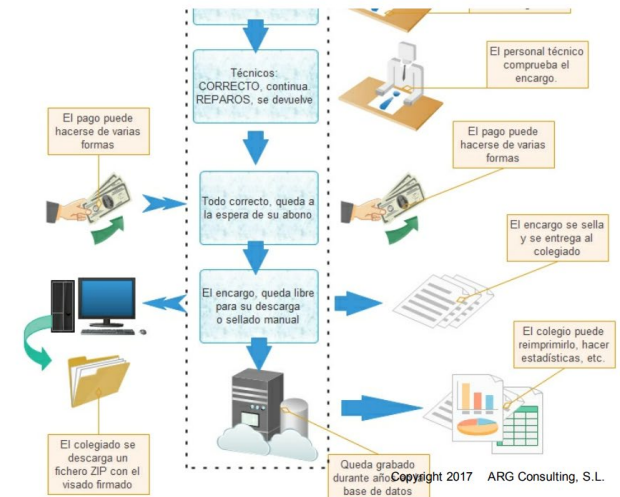 El personal técnico
comprueba el
encargo.
Técnicos:
CORRECTO, continua.
REPAROS, se devuelve
El pago puede
hacerse de varias
formas
El pago puede
hacerse de varias
formas
Todo correcto, queda a
la espera de su abono
El encargo se sella
y se entrega al
colegiado
El encargo, queda libre
para su descarga
o sellado manual
El colegio puede
reimprimirlo, hacer
estadísticas, etc.
El colegiado se
descarga un
fichero ZIP con el
visado firmado
Queda grabado
durante años
base de datos
Copyright 2017 ARG Consulting, S.L.